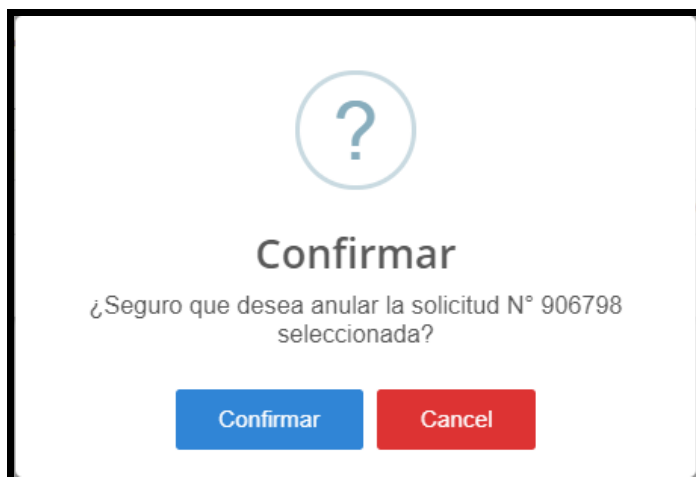 ?
Confirmar
¿Seguro que desea anular la solicitud N° 906798
seleccionada?
Confirmar
Cancel